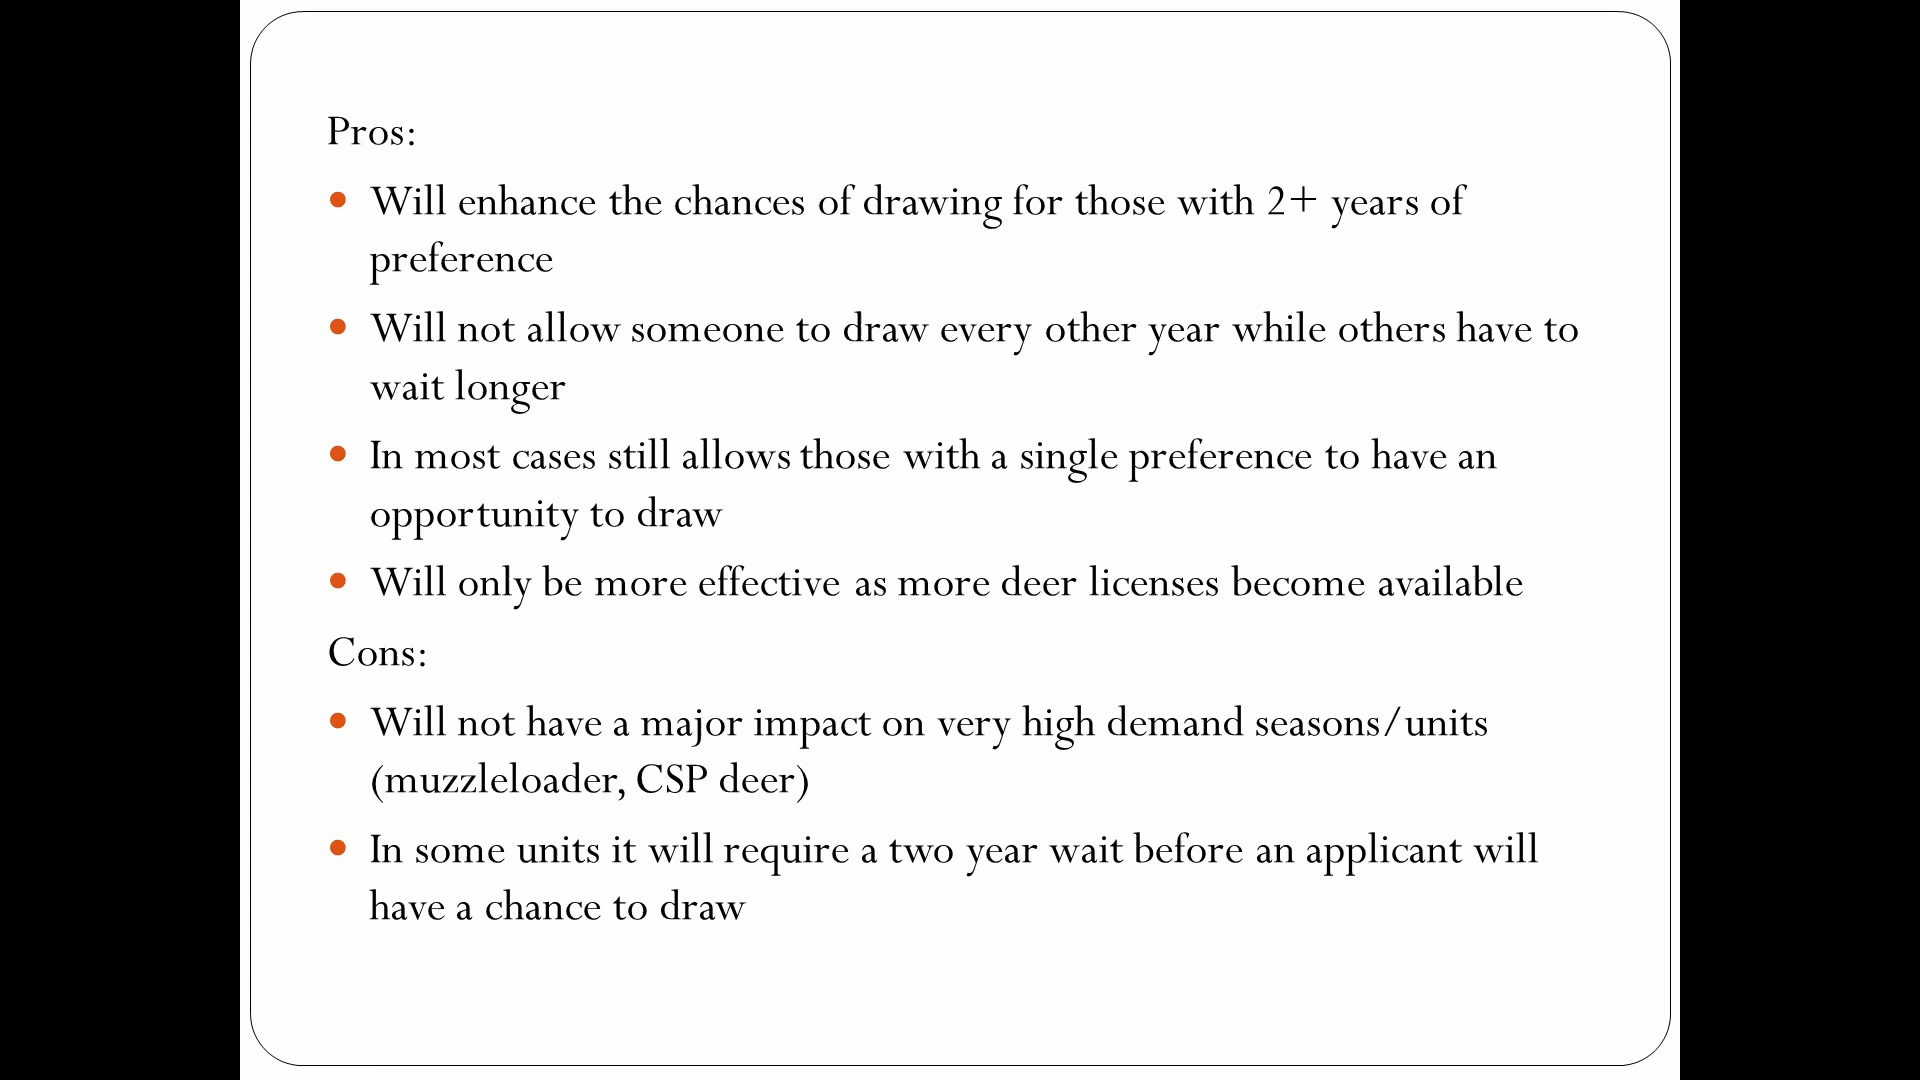 Pros:
• Will enhance the chances of drawing for those with 2+ years of
preference
• Will not allow someone to draw every other year while others have to
wait longer
• In most cases still allows those with a single preference to have an
opportunity to draw
• Will only be more effective as more deer licenses become available
Cons:
• Will not have a major impact on very high demand seasons/units
(muzzleloader, CSP deer)
• In some units it will require a two year wait before an applicant will
have a chance to draw